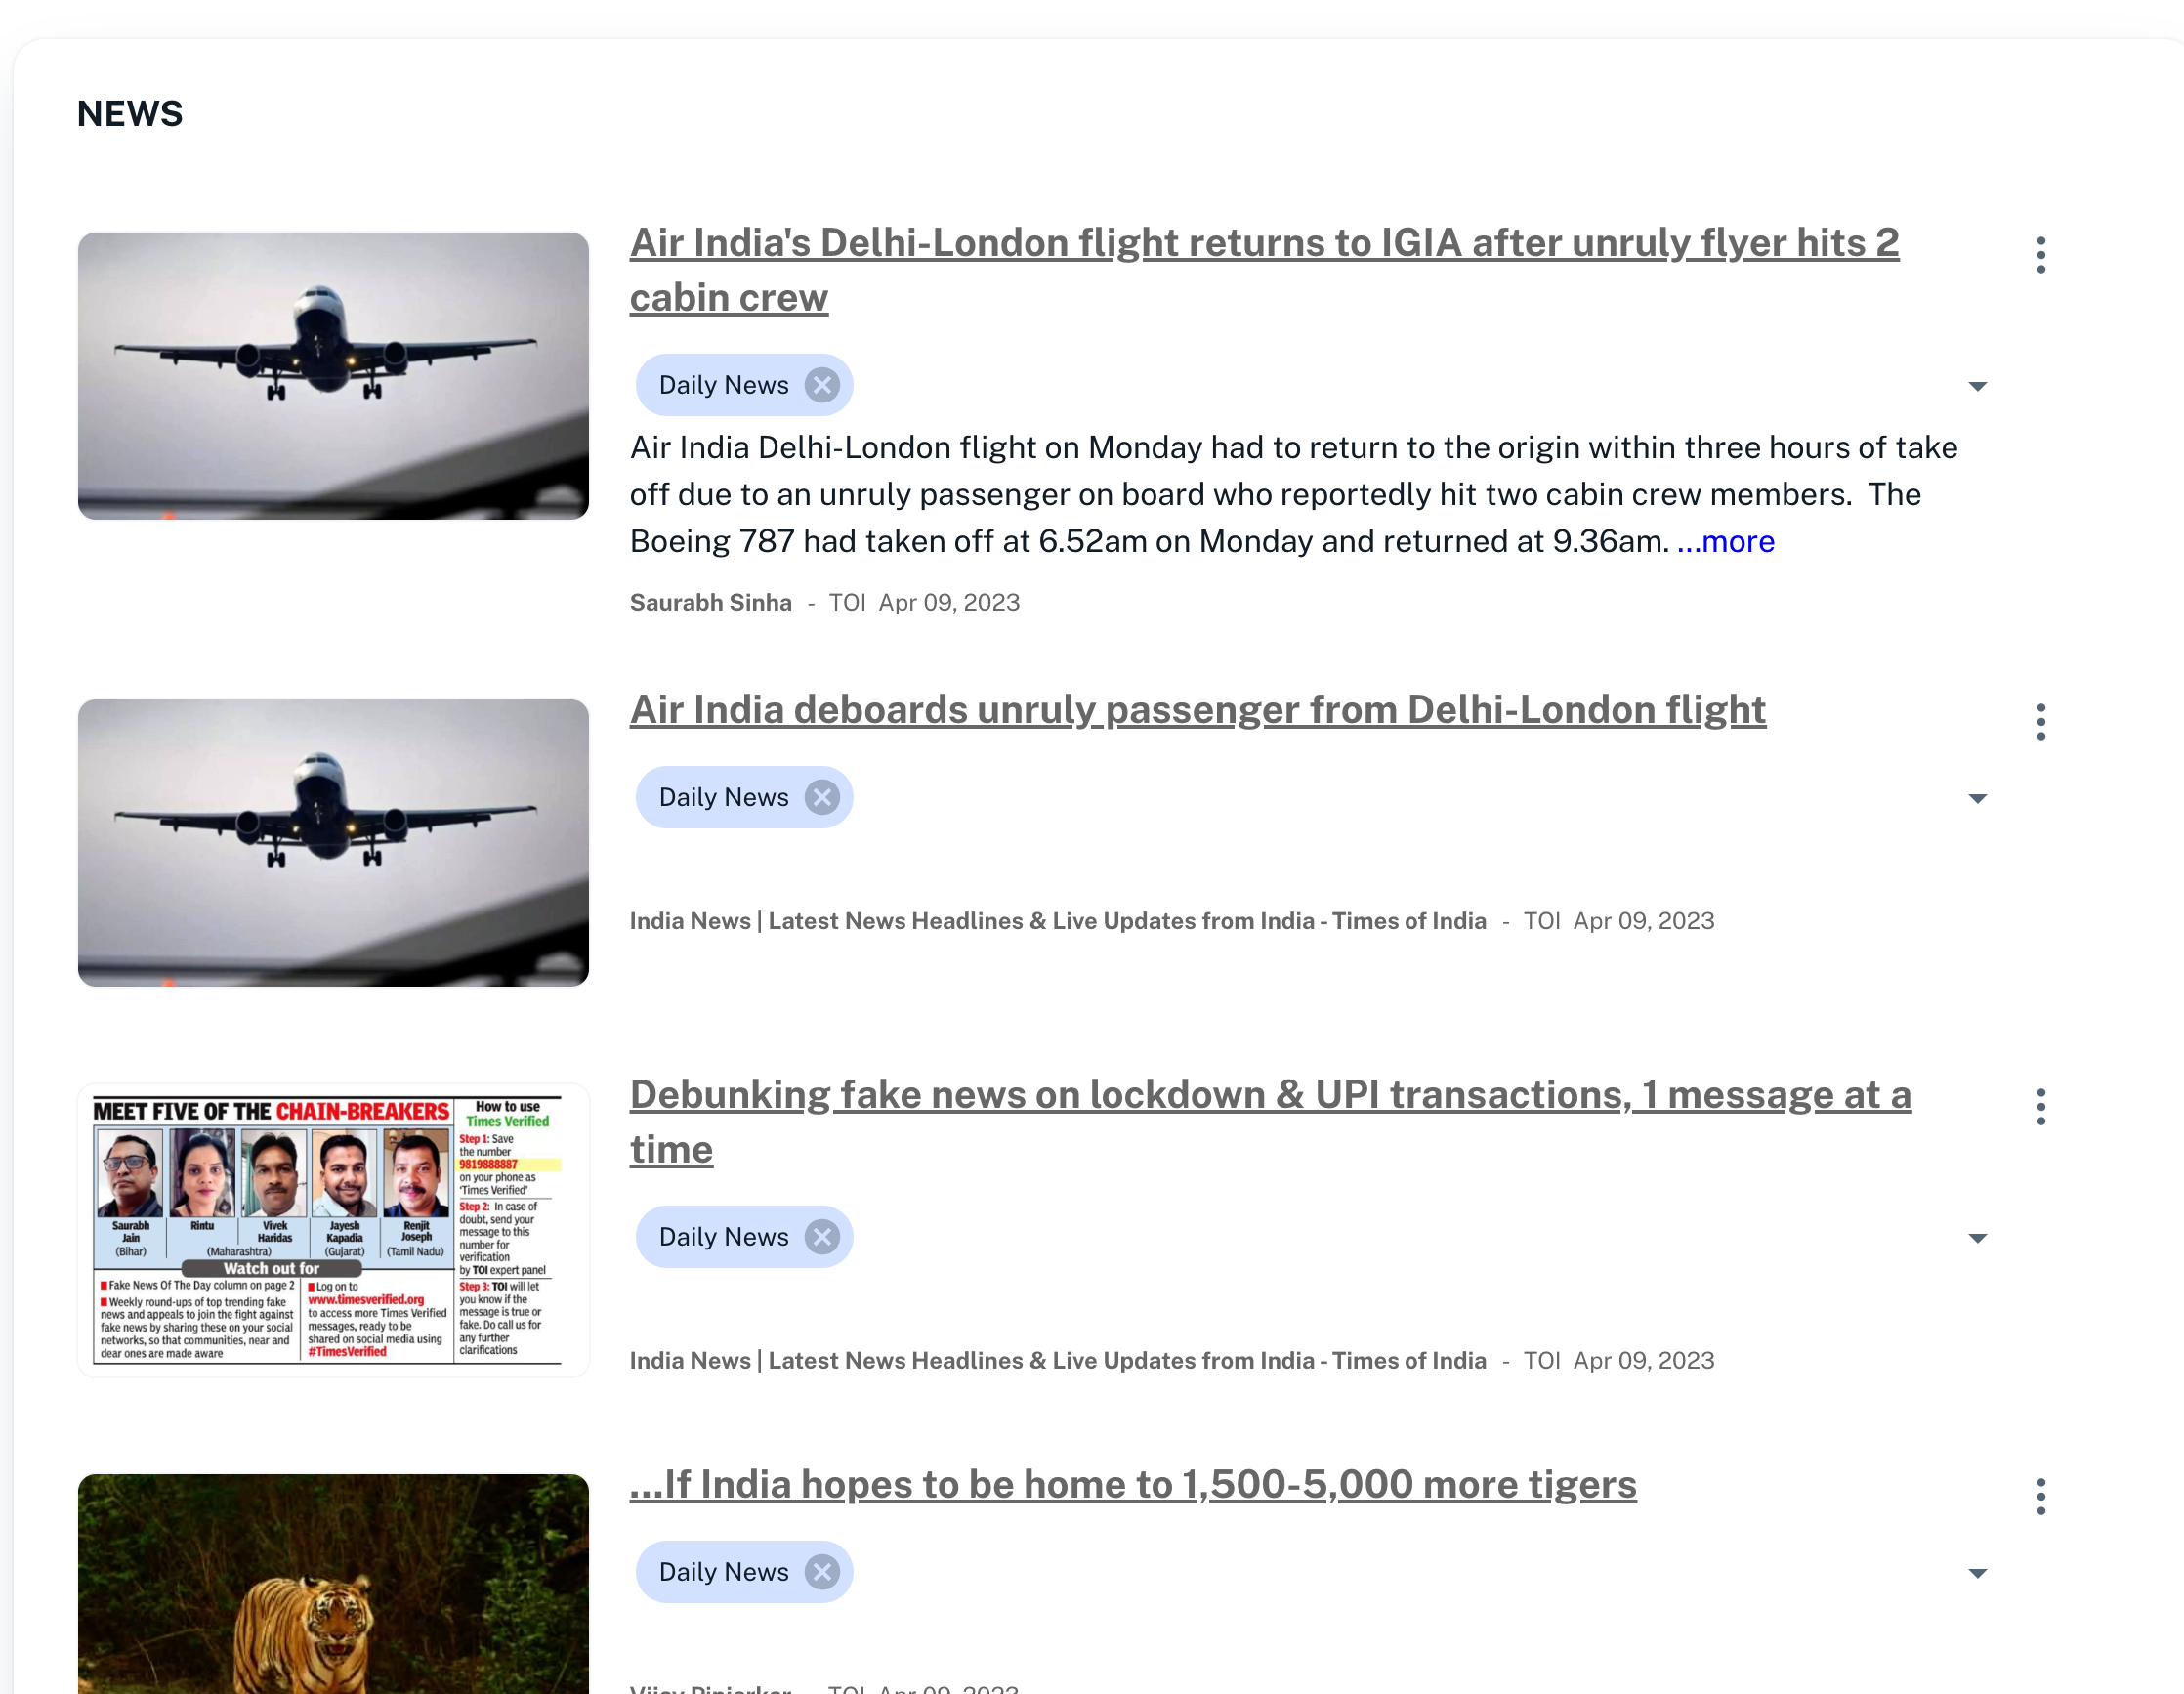 NEWS
Air India's Delhi-London flight returns to IGIA after unruly flyer hits 2
cabin crew
Daily News
Air India Delhi-London flight on Monday had to return to the origin within three hours of take
off due to an unruly passenger on board who reportedly hit two cabin crew members.  The
Boeing 787 had taken off at 6.52am on Monday and returned at 9.36am. ...more
Saurabh Sinha - TOI Apr 09, 2023
Air India deboards unruly passenger from Delhi-London flight
Daily News
India News | Latest News Headlines & Live Updates from India - Times of India - TOI Apr 09, 2023
MEET FIVE OF THE CHAIN-BREAKERS
Saurabh Jain (Bihar)
Rintu
Vivek Haridas
(Maharashtra)
Jayesh Kapadia (Gujarat)
Renjit Joseph (Tamil Nadu)
Watch out for
Fake News Of The Day column on page 2
Weekly round-ups of top trending fake
news and appeals to join the fight against
fake news by sharing these on your social
networks, so that communities, near and
dear ones are made aware
Log on to
www.timesverified.org
to access more Times Verified
messages, ready to be
shared on social media using
#TimesVerified
How to use
Times Verified
Step 1: Save
the number
9819888887
on your phone as
'Times Verified'
Step 2: In case of
doubt, send your
message to this
number for
verification
by TOI expert panel
Step 3: TOI will let
you know if the
message is true or
fake. Do call us for
any further
clarifications
Debunking fake news on lockdown & UPI transactions, 1 message at a
time
Daily News
India News | Latest News Headlines & Live Updates from India - Times of India - TOI Apr 09, 2023
...If India hopes to be home to 1,500-5,000 more tigers
Daily News
Vijay Pinjarkar - TOI Apr 09, 2023